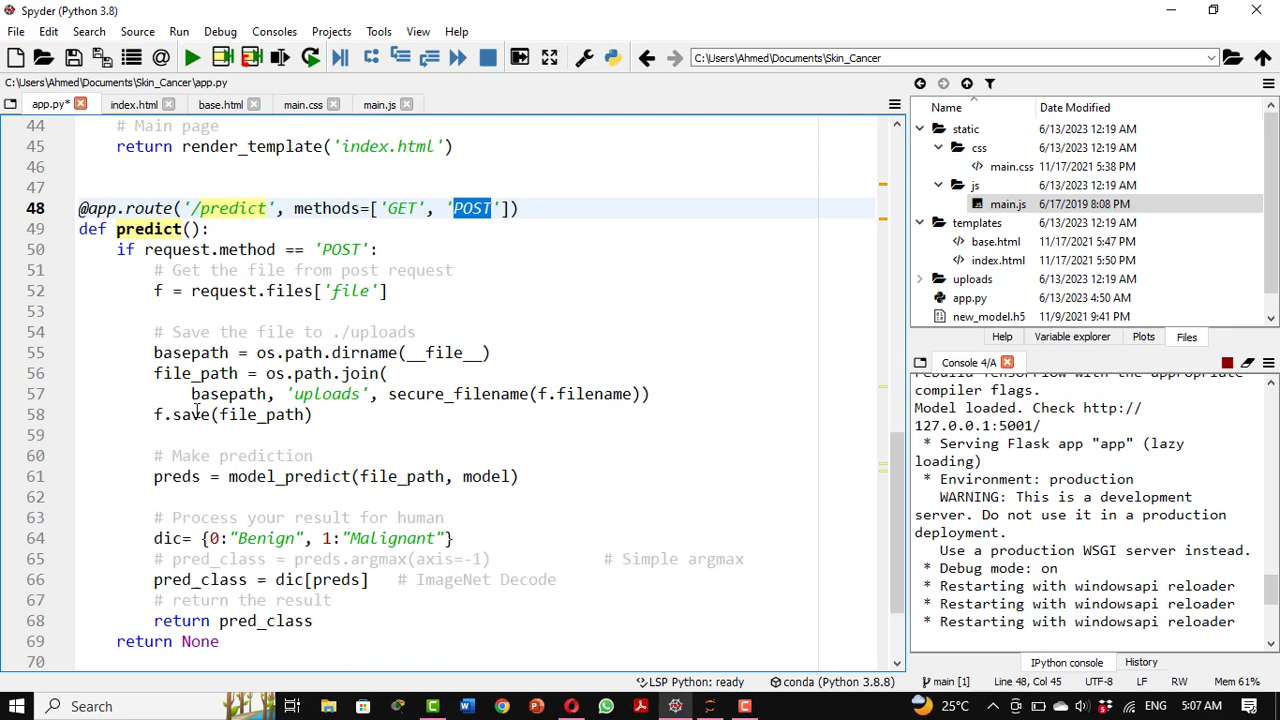 Spyder (Python 3.8)
File Edit Search Source Run Debug Consoles Projects Tools View Help
C:\Users\Ahmed\Documents\Skin_Cancer
C:\Users\Ahmed\Documents\Skin_Cancer\app.py
app.py* index.html base.html main.css main.js
44 # Main page
45 return render_template('index.html')
46
47
48 @app.route('/predict', methods=['GET', 'POST'])
49 def predict():
50 if request.method == 'POST':
51 # Get the file from post request
52 f = request.files['file']
53
54 # Save the file to ./uploads
55 basepath = os.path.dirname(__file__)
56 file_path = os.path.join(
57 basepath, 'uploads', secure_filename(f.filename))
58 f.save(file_path)
59
60 # Make prediction
61 preds = model_predict(file_path, model)
62
63 # Process your result for human
64 dic= {0:"Benign", 1:"Malignant"}
65 # pred_class = preds.argmax(axis=-1) # Simple argmax
66 pred_class = dic[preds] # ImageNet Decode
67 # return the result
68 return pred_class
69 return None
70
Name Date Modified
static 6/13/2023 12:19 AM
css 6/13/2023 12:19 AM
main.css 11/17/2021 5:38 PM
js 6/13/2023 12:19 AM
main.js 6/17/2019 8:08 PM
templates 6/13/2023 12:19 AM
base.html 11/17/2021 5:47 PM
index.html 11/17/2021 5:50 PM
uploads 6/13/2023 12:19 AM
app.py 6/13/2023 4:50 AM
new_model.h5 11/9/2021 9:41 PM
Help Variable explorer Plots Files
Console 4/A
rebuild TensorFlow with the appropriate
compiler flags.
Model loaded. Check http://
127.0.0.1:5001/
* Serving Flask app "app" (lazy
loading)
* Environment: production
WARNING: This is a development
server. Do not use it in a production
deployment.
Use a production WSGI server instead.
* Debug mode: on
* Restarting with windowsapi reloader
* Restarting with windowsapi reloader
* Restarting with windowsapi reloader
IPython console History
LSP Python: ready conda (Python 3.8.8) main [1] Line 48, Col 45 UTF-8 LF RW Mem 61%
Search 25°C 5:07 AM